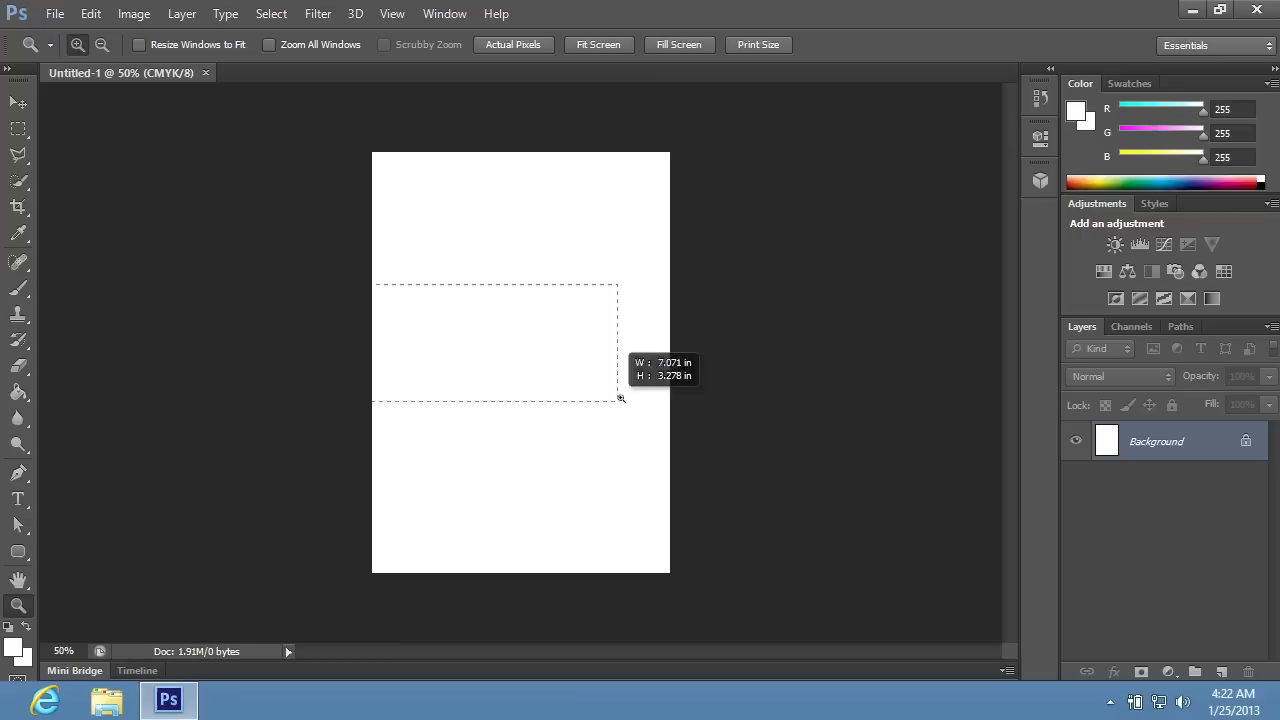 Ps File Edit Image Layer Type Select Filter 3D View Window Help
Resize Windows to Fit Zoom All Windows Scrubby Zoom Actual Pixels Fit Screen Fill Screen Print Size Essentials
Untitled-1 @ 50% (CMYK/8) ×
Color Swatches
R 255
G 255
B 255
Adjustments Styles
Add an adjustment
Layers Channels Paths
Kind
Normal Opacity: 100%
Lock: Fill: 100%
Background
W : 7.071 in
H : 3.278 in
T
50% Doc: 1.91M/0 bytes
Mini Bridge Timeline
fx
Ps
4:22 AM
1/25/2013